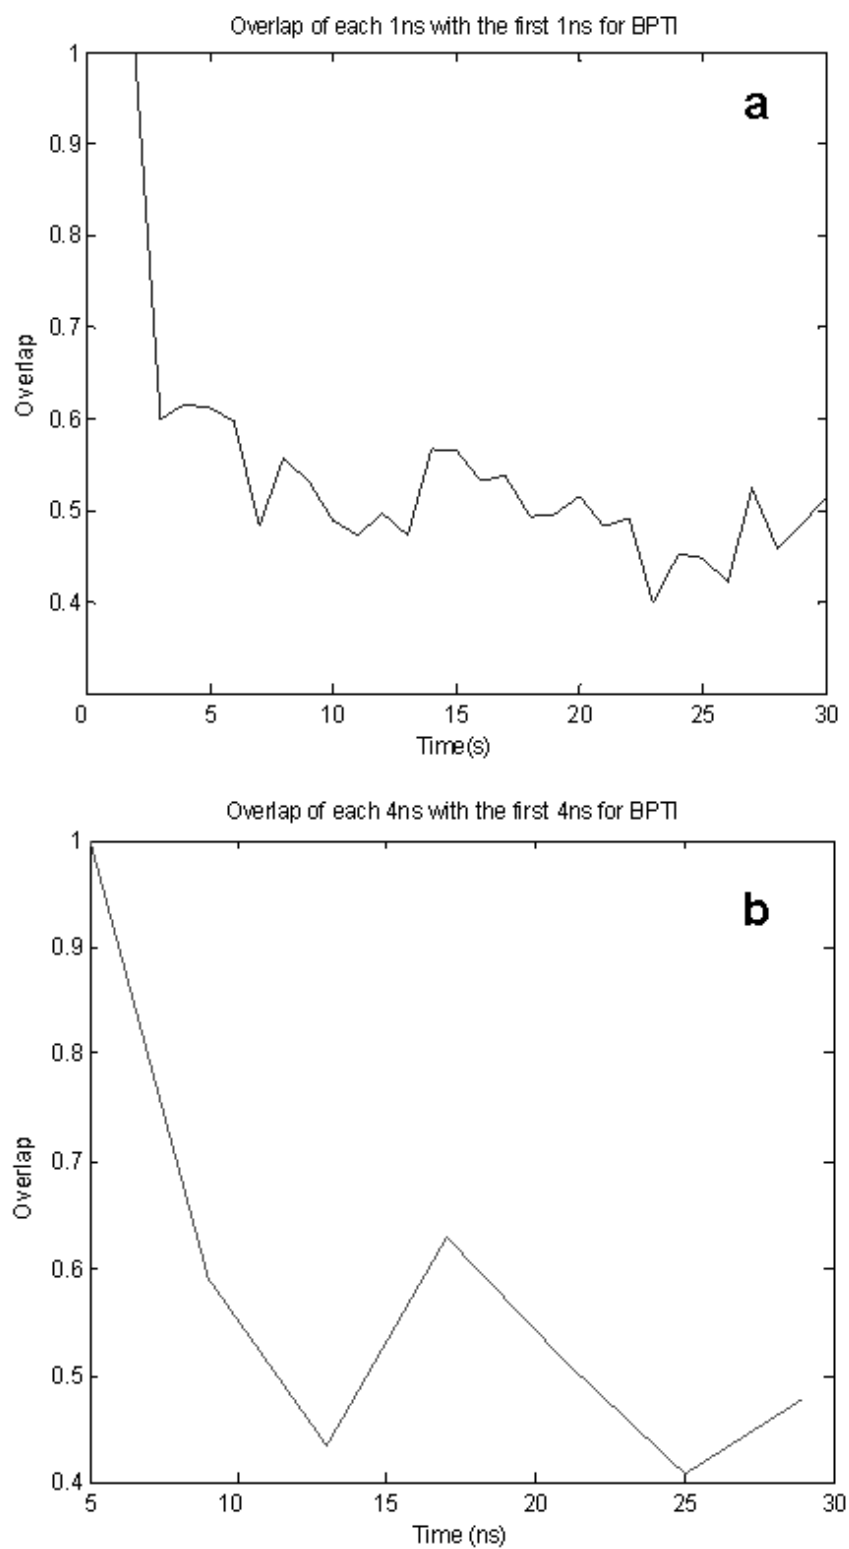 Overlap of each 1ns with the first 1ns for BPTI
a
1
0.9
0.8
0.7
0.6
0.5
0.4
Overlap
0 5 10 15 20 25 30
Time(s)
Overlap of each 4ns with the first 4ns for BPTI
b
1
0.9
0.8
0.7
0.6
0.5
0.4
Overlap
5 10 15 20 25 30
Time (ns)